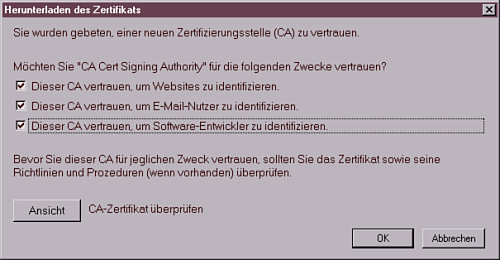 Herunterladen des Zertifikats
Sie wurden gebeten, einer neuen Zertifizierungsstelle (CA) zu vertrauen.
Möchten Sie "CA Cert Signing Authority" für die folgenden Zwecke vertrauen?
Dieser CA vertrauen, um Websites zu identifizieren.
Dieser CA vertrauen, um E-Mail-Nutzer zu identifizieren.
Dieser CA vertrauen, um Software-Entwickler zu identifizieren.
Bevor Sie dieser CA für jeglichen Zweck vertrauen, sollten Sie das Zertifikat sowie seine
Richtlinien und Prozeduren (wenn vorhanden) überprüfen.
Ansicht CA-Zertifikat überprüfen
OK Abbrechen